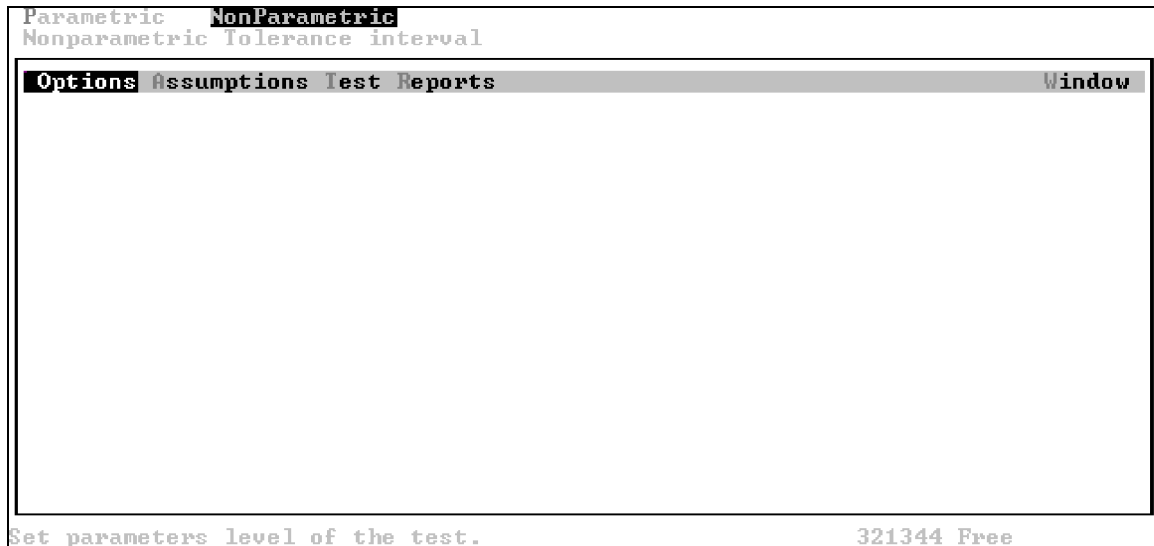 Parametric NonParametric
Nonparametric Tolerance interval
Options Assumptions Test Reports Window
Set parameters level of the test. 321344 Free